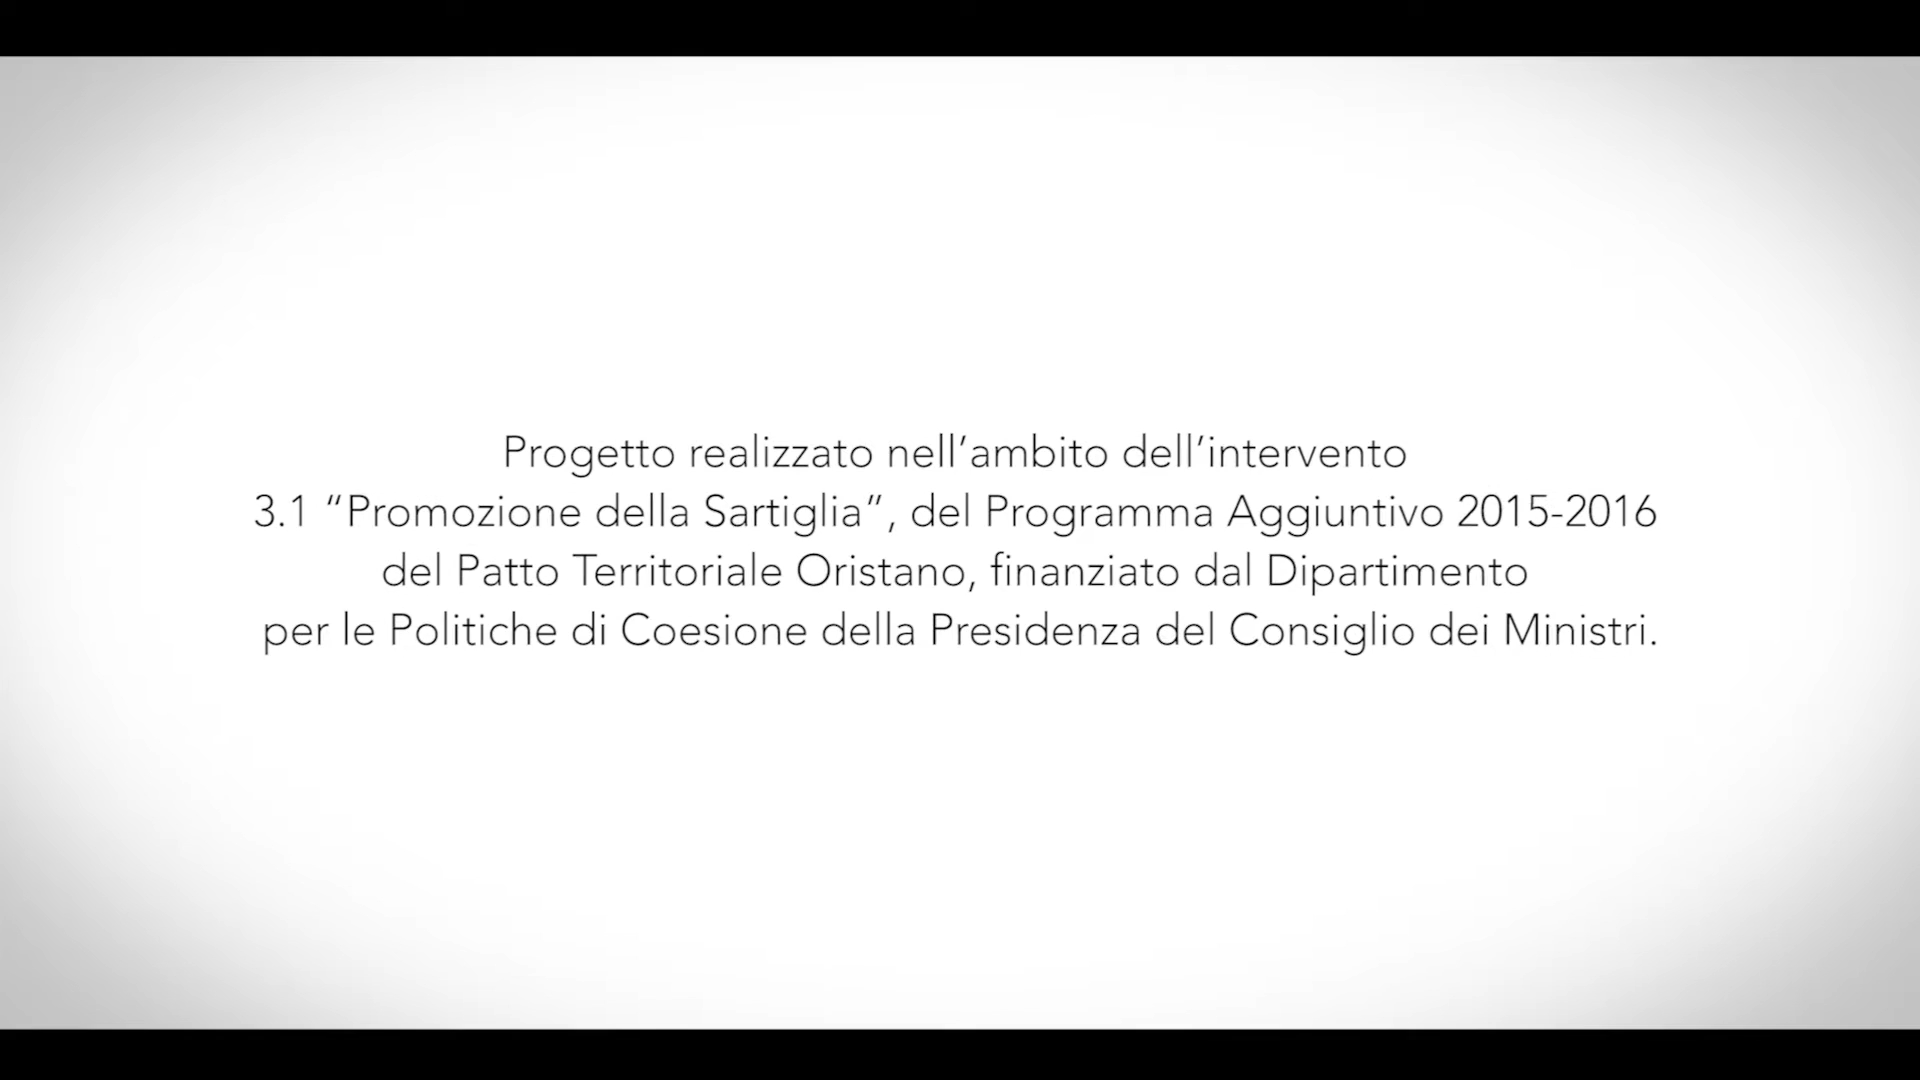 Progetto realizzato nell’ambito dell’intervento
3.1 “Promozione della Sartiglia”, del Programma Aggiuntivo 2015-2016
del Patto Territoriale Oristano, finanziato dal Dipartimento
per le Politiche di Coesione della Presidenza del Consiglio dei Ministri.